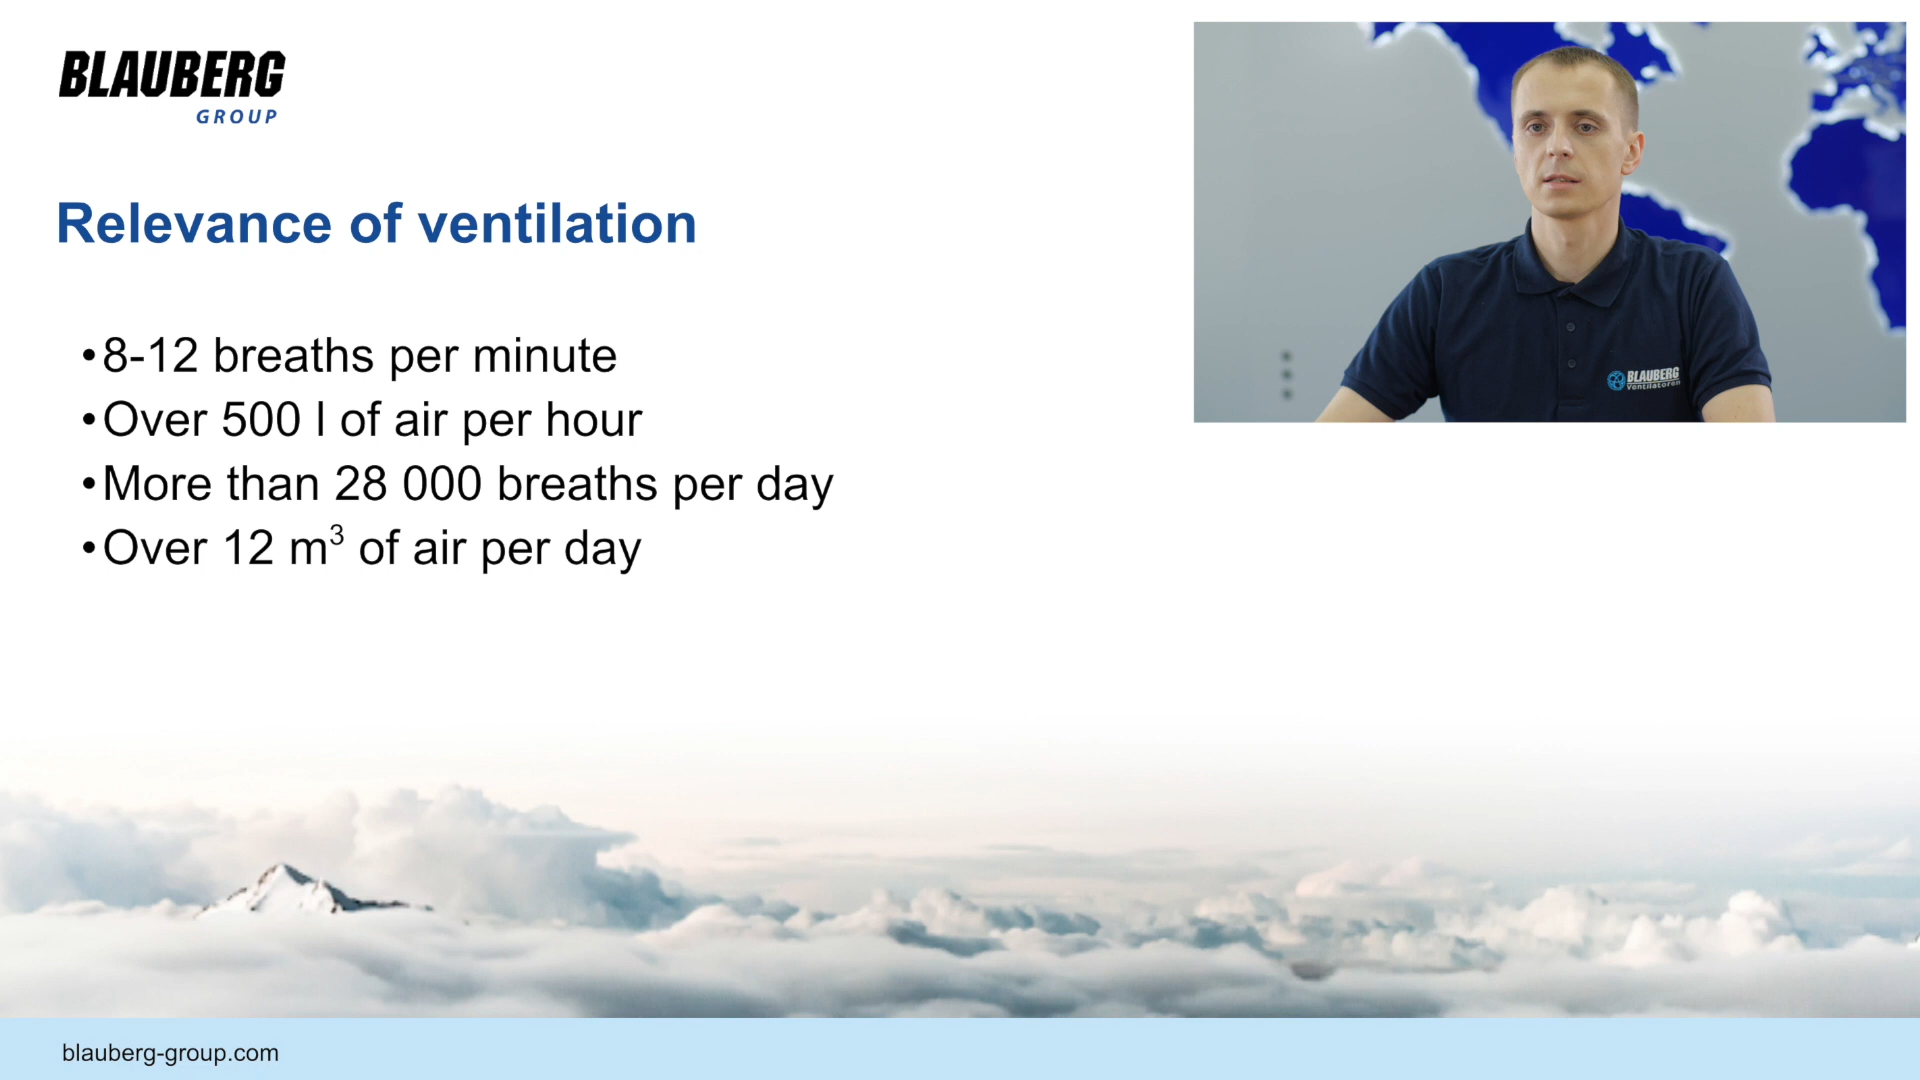 BLAUBERG
GROUP
Relevance of ventilation
•8-12 breaths per minute
•Over 500 l of air per hour
•More than 28 000 breaths per day
•Over 12 m³ of air per day
BLAUBERG
Ventilatoren
blauberg-group.com